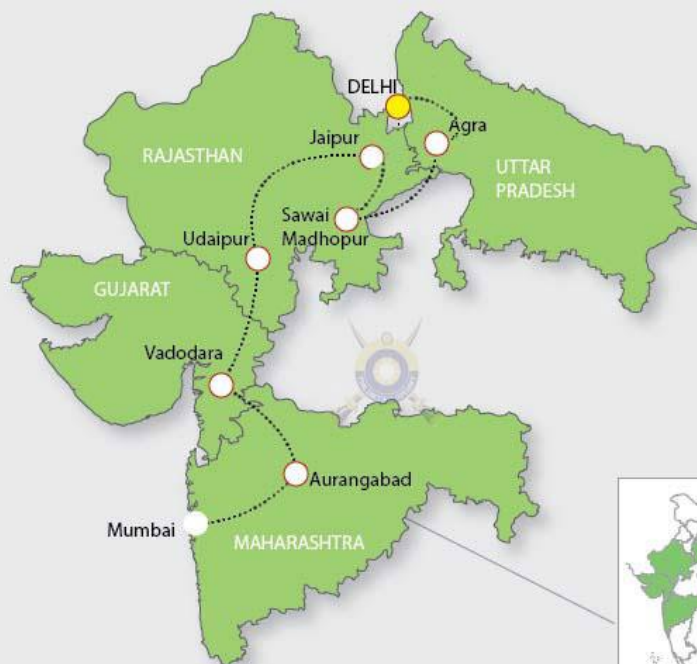 DELHI
Agra
Jaipur
RAJASTHAN
UTTAR
PRADESH
Sawai
Madhopur
Udaipur
GUJARAT
Vadodara
Aurangabad
Mumbai
MAHARASHTRA